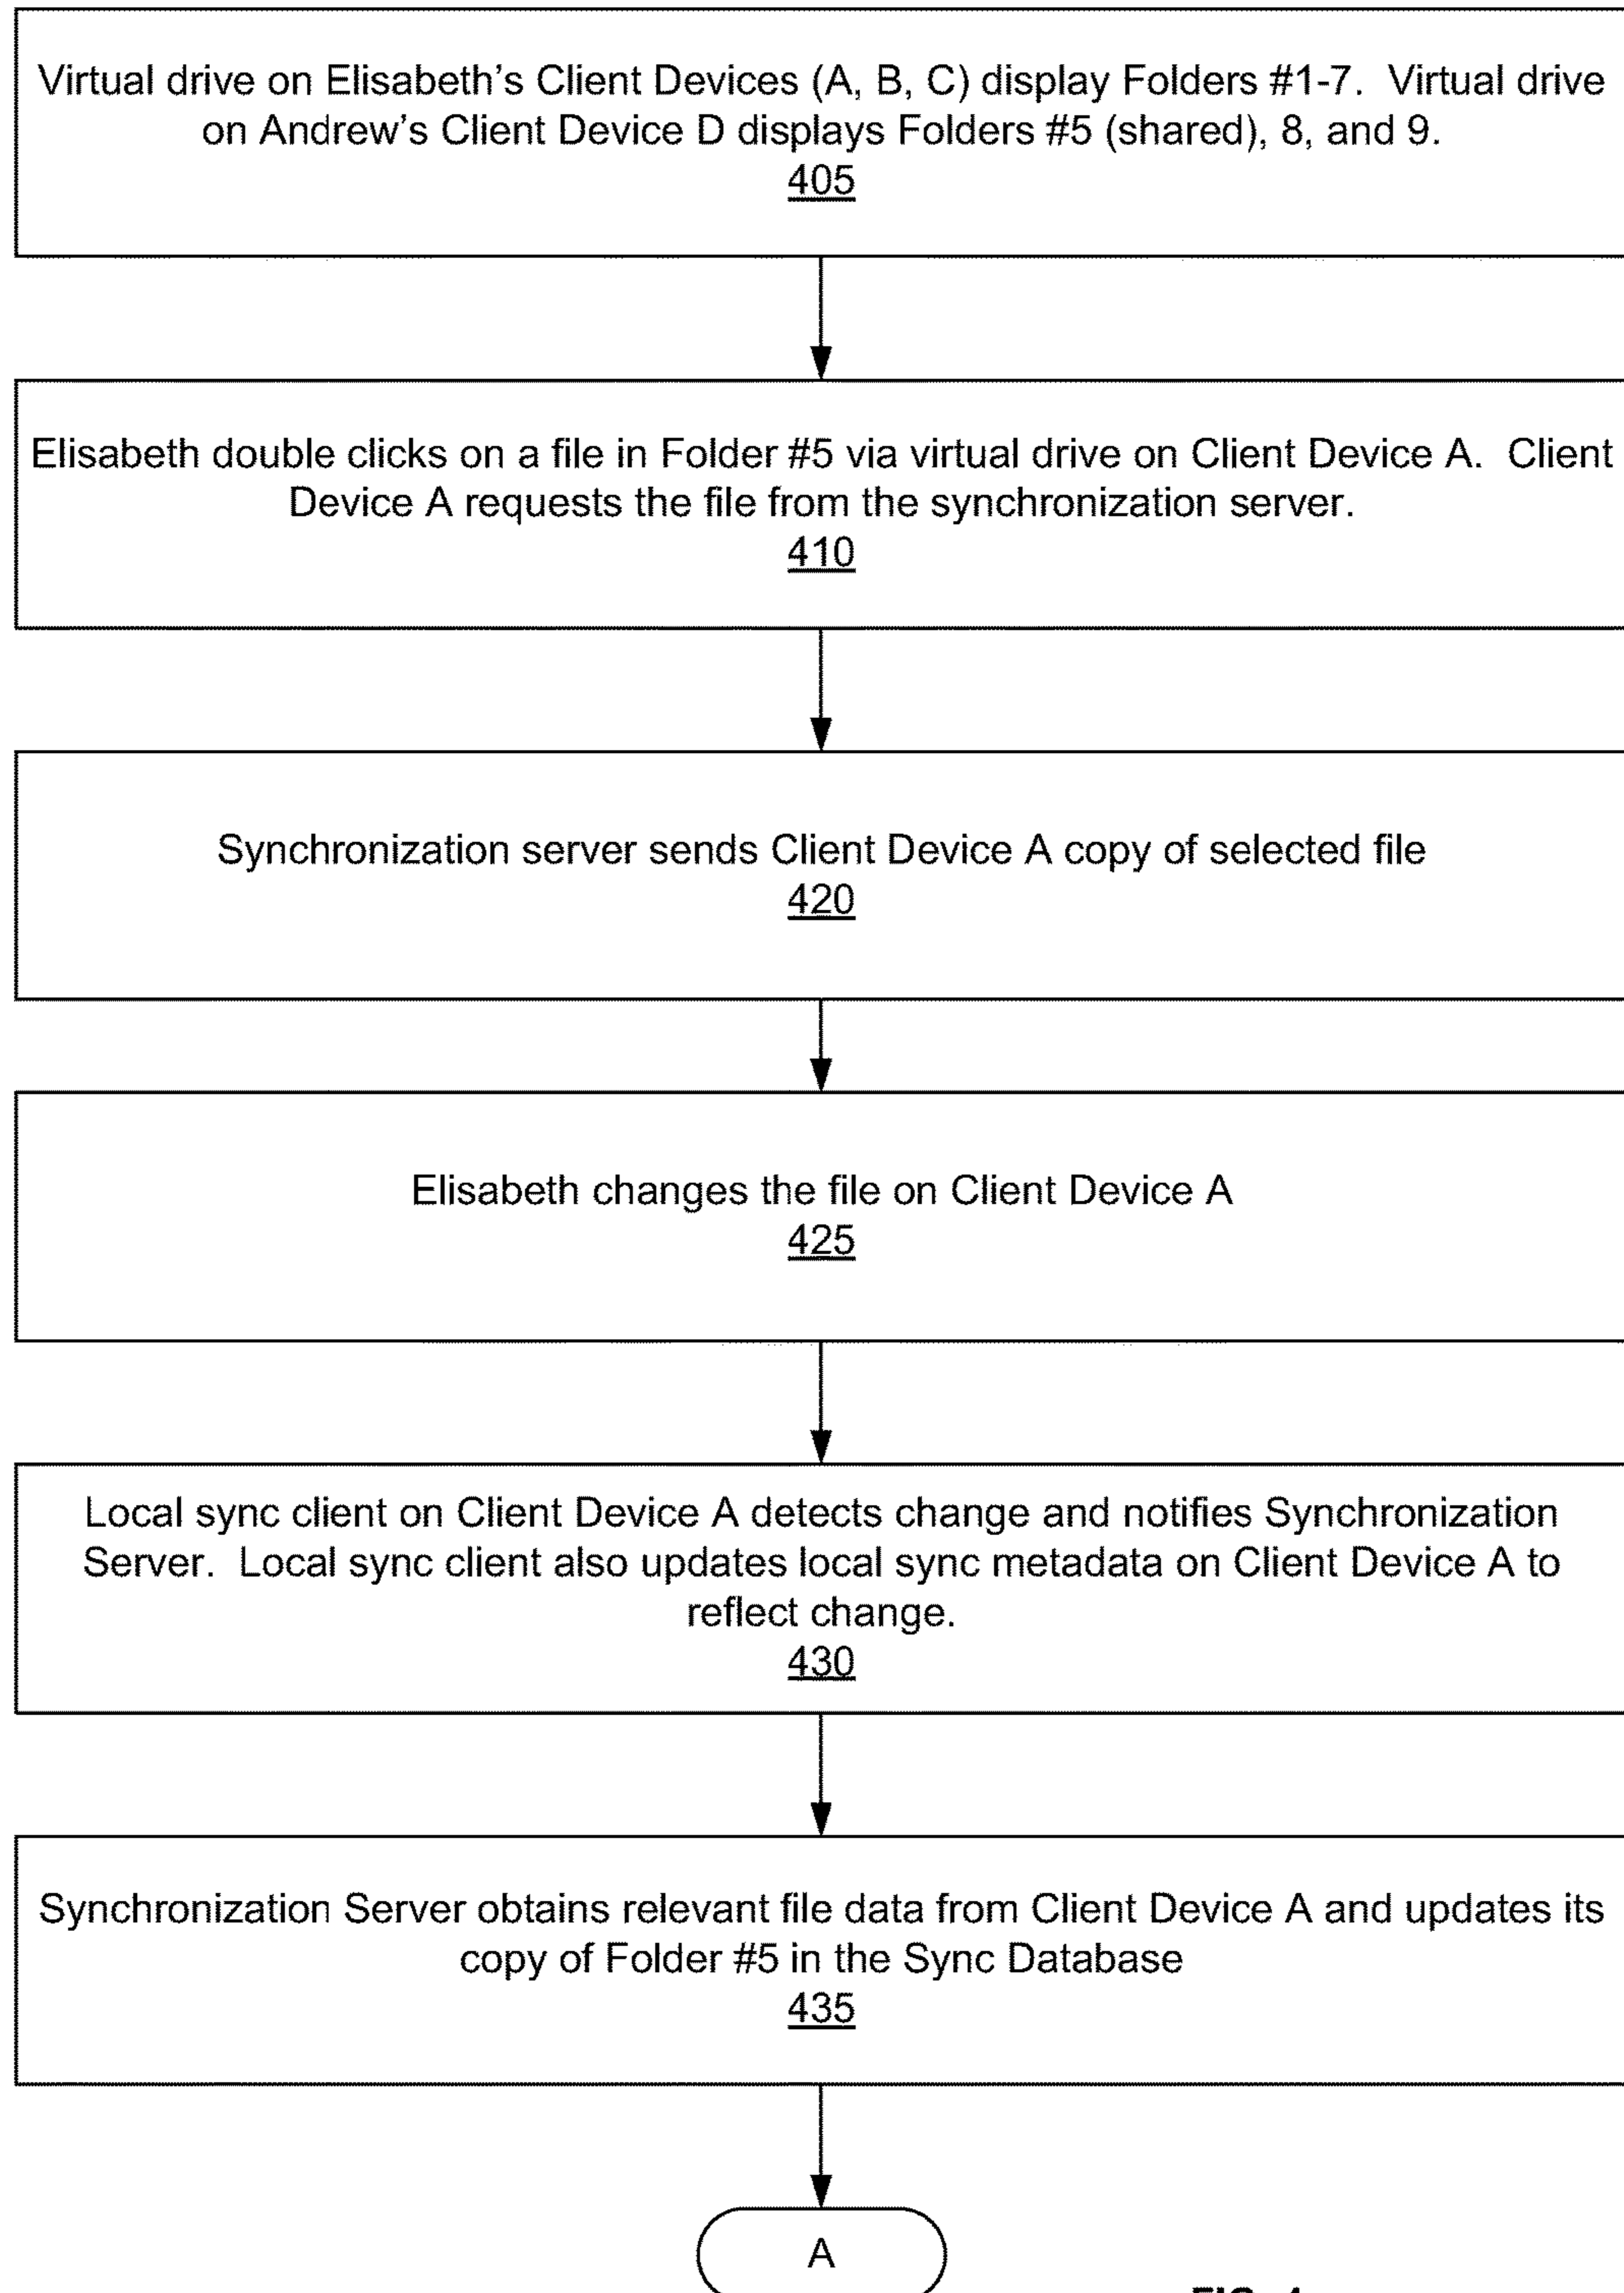 Virtual drive on Elisabeth's Client Devices (A, B, C) display Folders #1-7.  Virtual drive
on Andrew's Client Device D displays Folders #5 (shared), 8, and 9.
405
Elisabeth double clicks on a file in Folder #5 via virtual drive on Client Device A.  Client
Device A requests the file from the synchronization server.
410
Synchronization server sends Client Device A copy of selected file
420
Elisabeth changes the file on Client Device A
425
Local sync client on Client Device A detects change and notifies Synchronization
Server.  Local sync client also updates local sync metadata on Client Device A to
reflect change.
430
Synchronization Server obtains relevant file data from Client Device A and updates its
copy of Folder #5 in the Sync Database
435
A